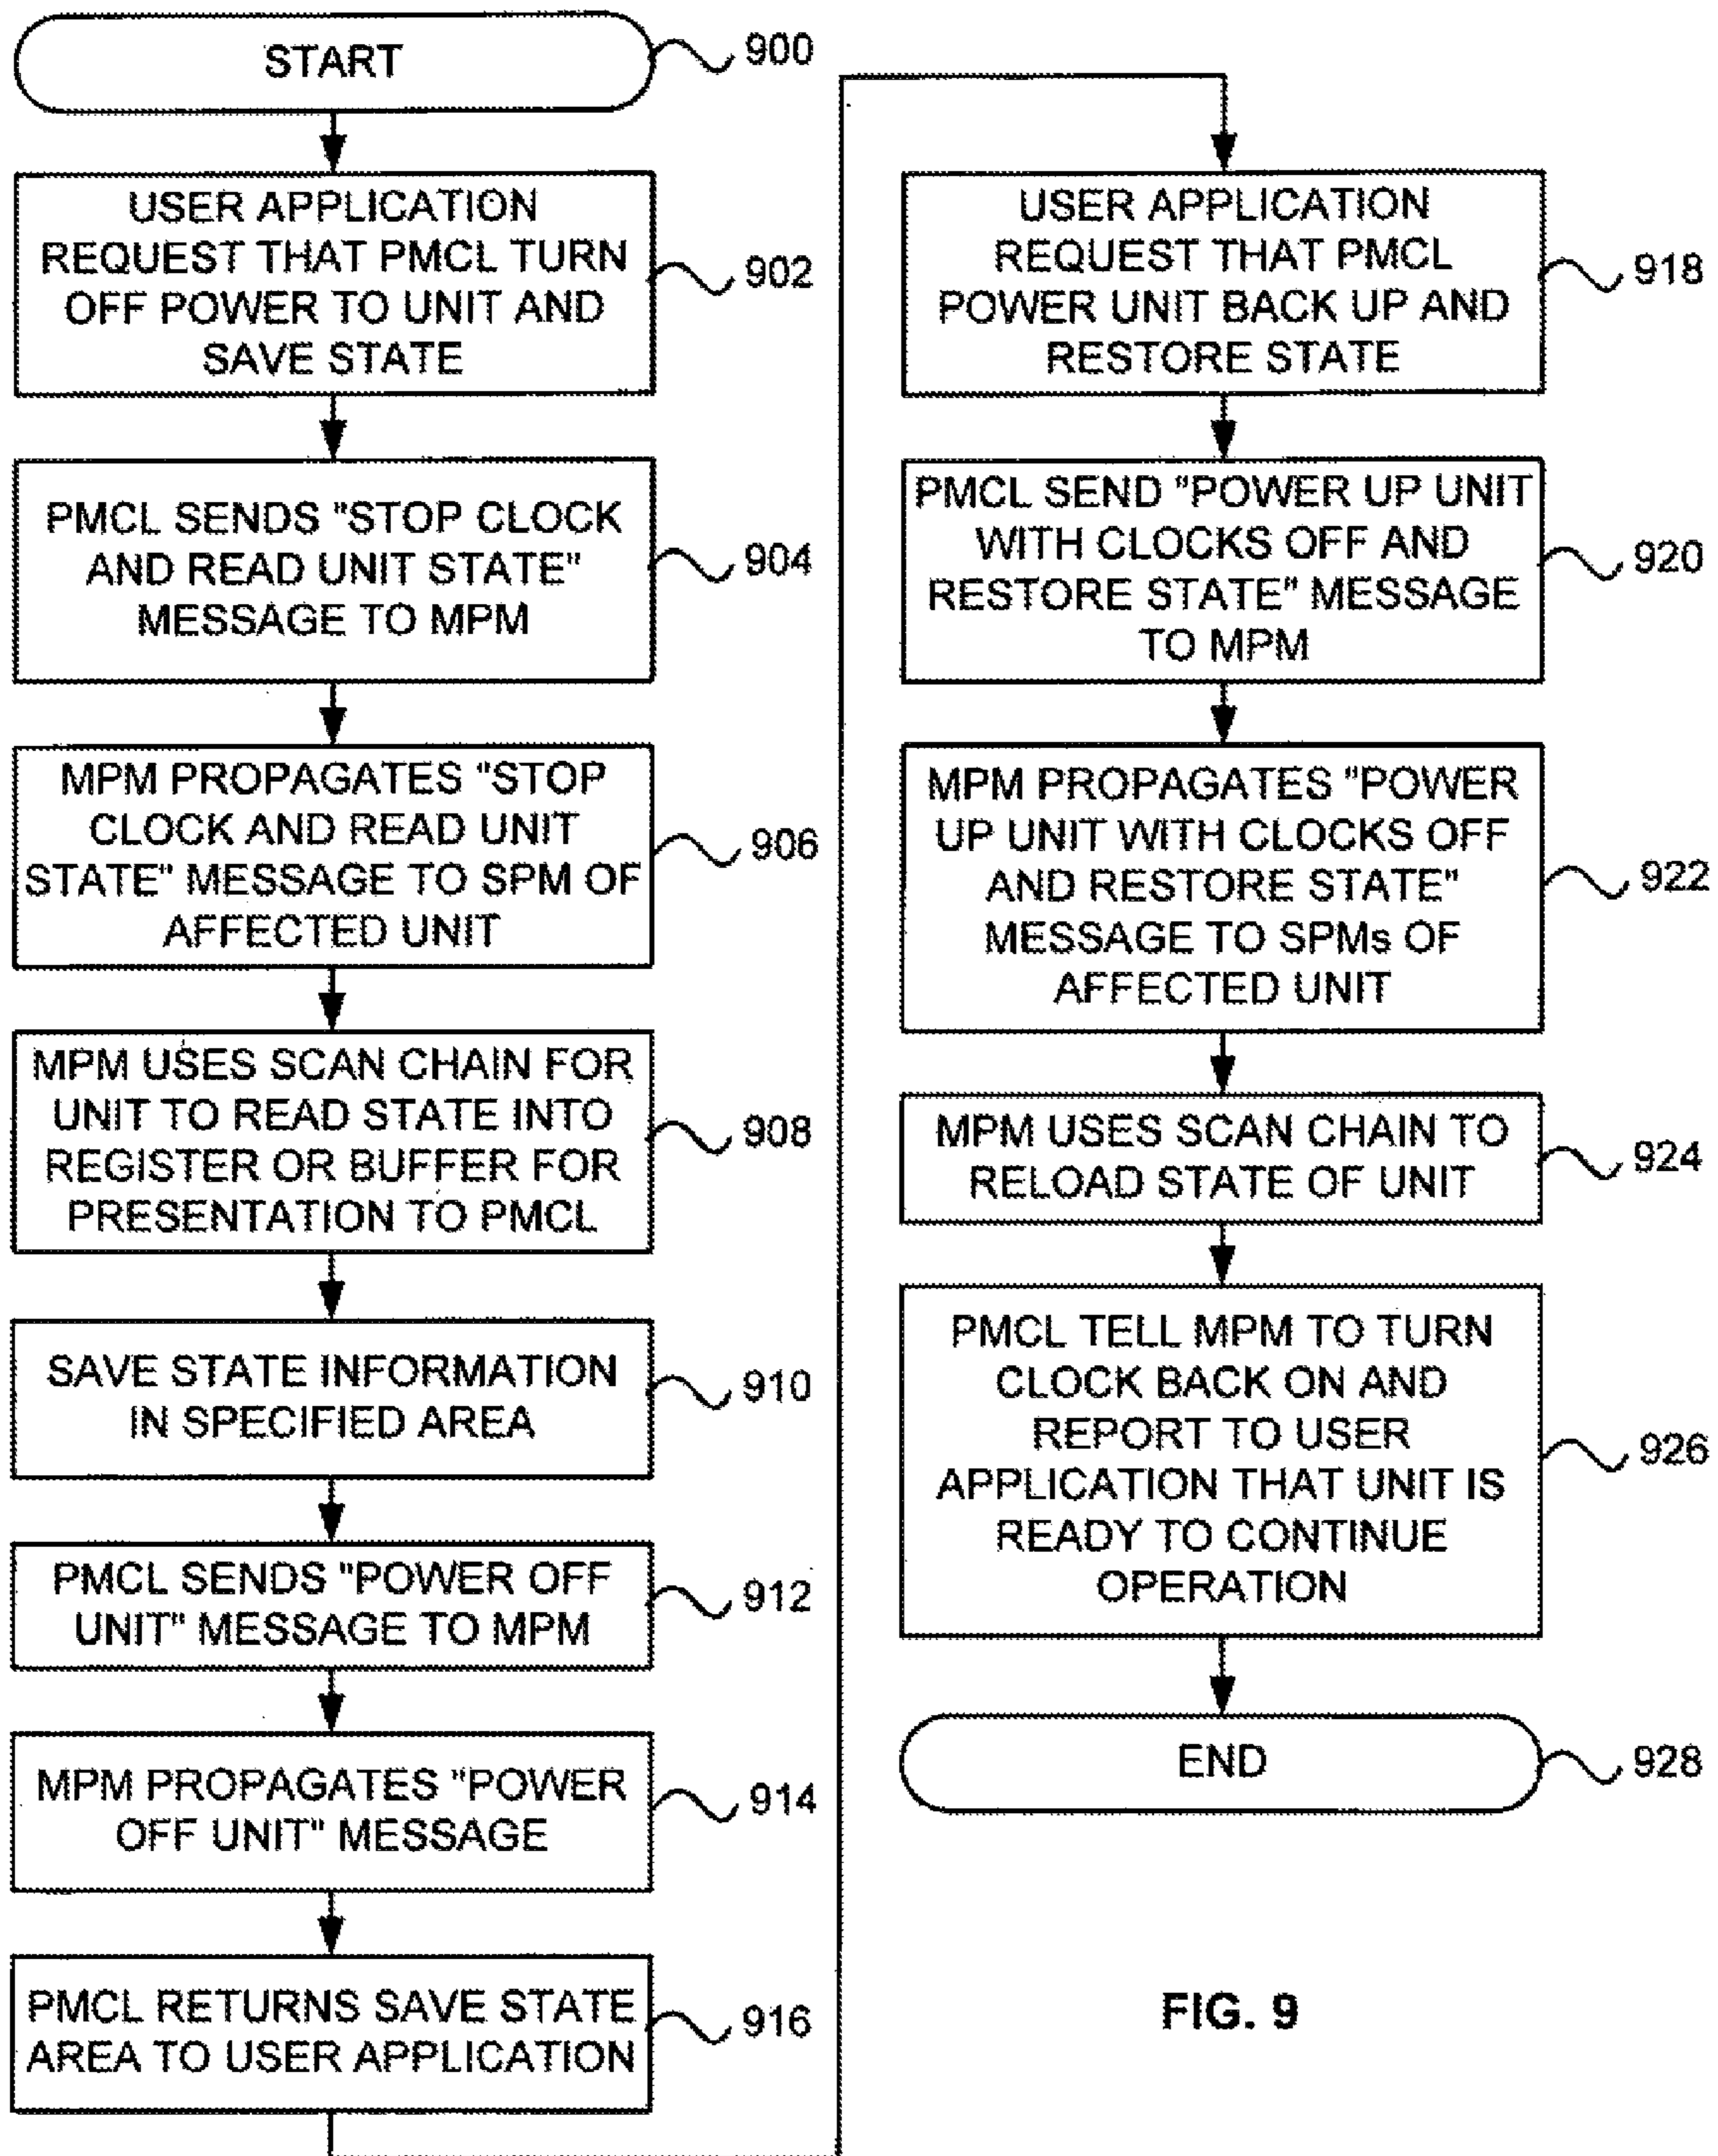 START
900
USER APPLICATION
REQUEST THAT PMCL TURN
OFF POWER TO UNIT AND
SAVE STATE
902
PMCL SENDS "STOP CLOCK
AND READ UNIT STATE"
MESSAGE TO MPM
904
MPM PROPAGATES "STOP
CLOCK AND READ UNIT
STATE" MESSAGE TO SPM OF
AFFECTED UNIT
906
MPM USES SCAN CHAIN FOR
UNIT TO READ STATE INTO
REGISTER OR BUFFER FOR
PRESENTATION TO PMCL
908
SAVE STATE INFORMATION
IN SPECIFIED AREA
910
PMCL SENDS "POWER OFF
UNIT" MESSAGE TO MPM
912
MPM PROPAGATES "POWER
OFF UNIT" MESSAGE
914
PMCL RETURNS SAVE STATE
AREA TO USER APPLICATION
916
USER APPLICATION
REQUEST THAT PMCL
POWER UNIT BACK UP AND
RESTORE STATE
918
PMCL SEND "POWER UP UNIT
WITH CLOCKS OFF AND
RESTORE STATE" MESSAGE
TO MPM
920
MPM PROPAGATES "POWER
UP UNIT WITH CLOCKS OFF
AND RESTORE STATE"
MESSAGE TO SPMs OF
AFFECTED UNIT
922
MPM USES SCAN CHAIN TO
RELOAD STATE OF UNIT
924
PMCL TELL MPM TO TURN
CLOCK BACK ON AND
REPORT TO USER
APPLICATION THAT UNIT IS
READY TO CONTINUE
OPERATION
926
END
928
FIG. 9